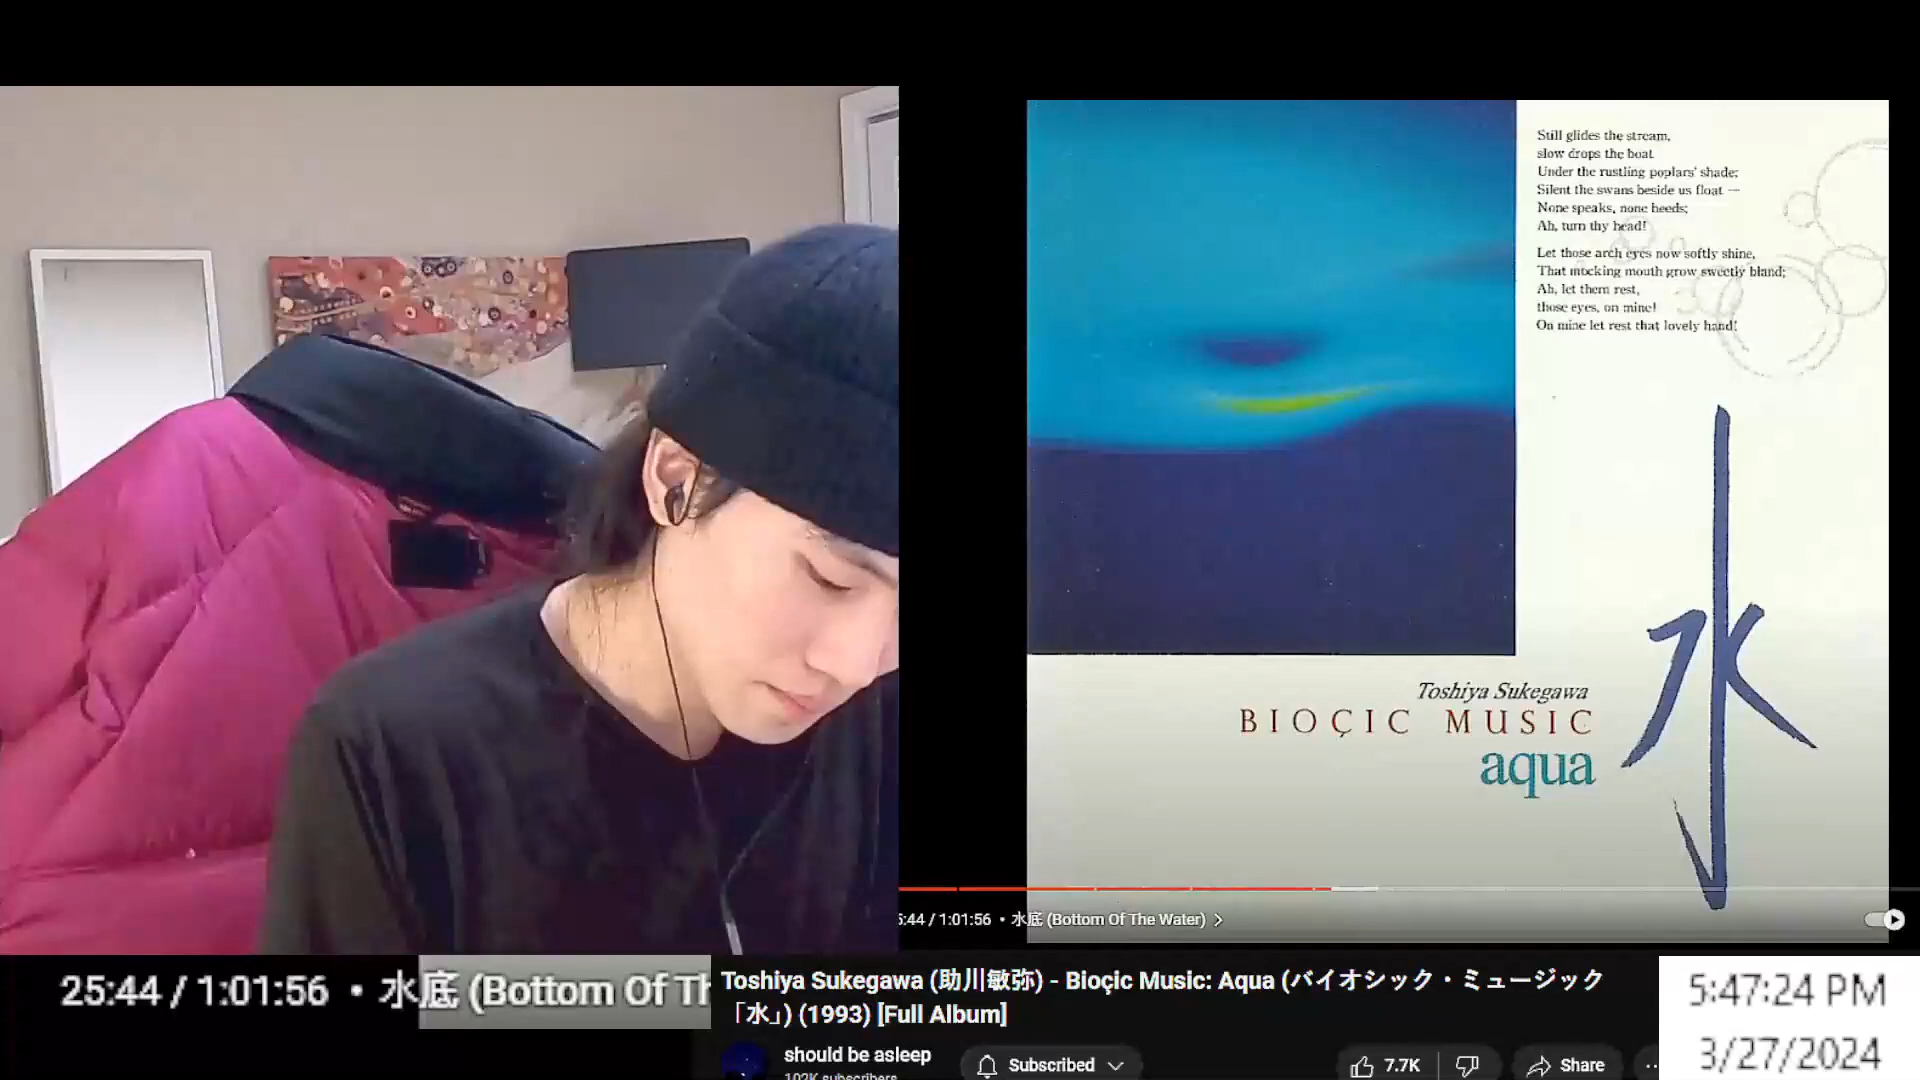 Still glides the stream,
slow drops the boat
Under the rustling poplars' shade;
Silent the swans beside us float —
None speaks, none heeds;
Ah, turn thy head!
Let those arch eyes now softly shine,
That mocking mouth grow sweetly bland;
Ah, let them rest,
those eyes, on mine!
On mine let rest that lovely hand!
水
Toshiya Sukegawa
BIOÇIC MUSIC
aqua
5:44 / 1:01:56 • 水底 (Bottom Of The Water) >
25:44 / 1:01:56 • 水底 (Bottom Of Th
Toshiya Sukegawa (助川敏弥) - Bioçic Music: Aqua (バイオシック・ミュージック
「水」) (1993) [Full Album]
should be asleep
102K subscribers
Subscribed
7.7K
Share
5:47:24 PM
3/27/2024